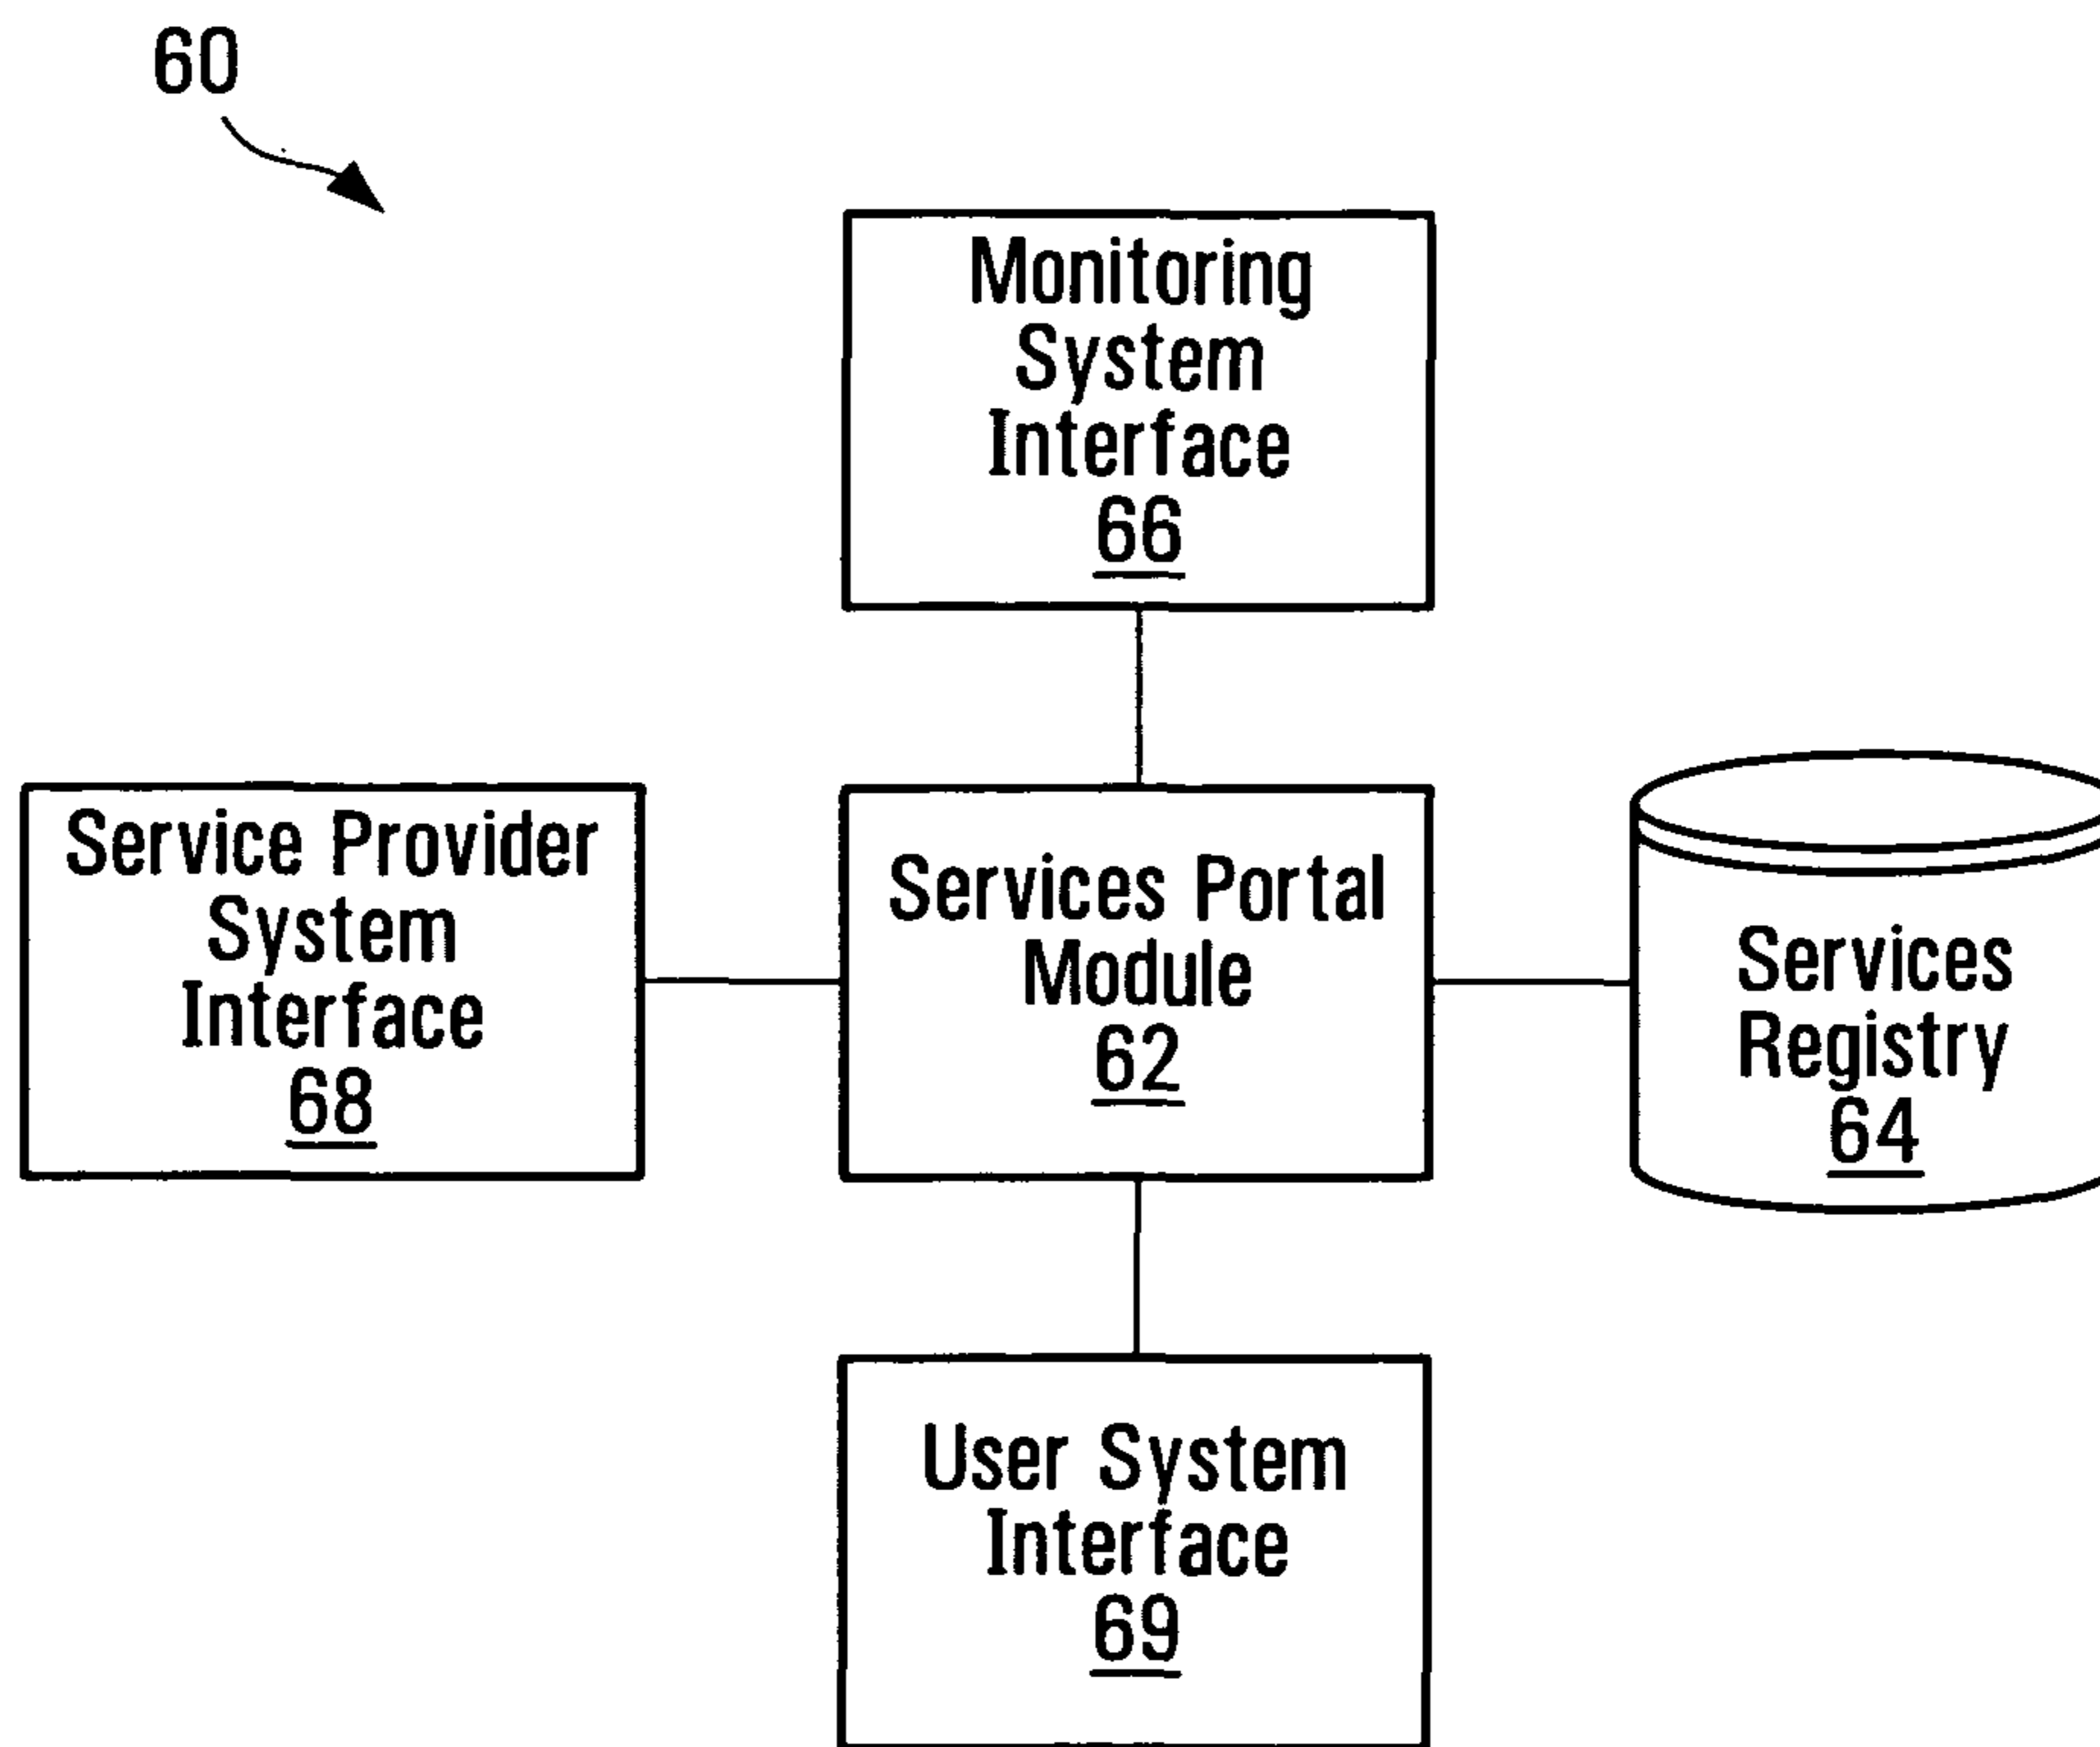 60
Monitoring
System
Interface
66
Service Provider
System
Interface
68
Services Portal
Module
62
Services
Registry
64
User System
Interface
69